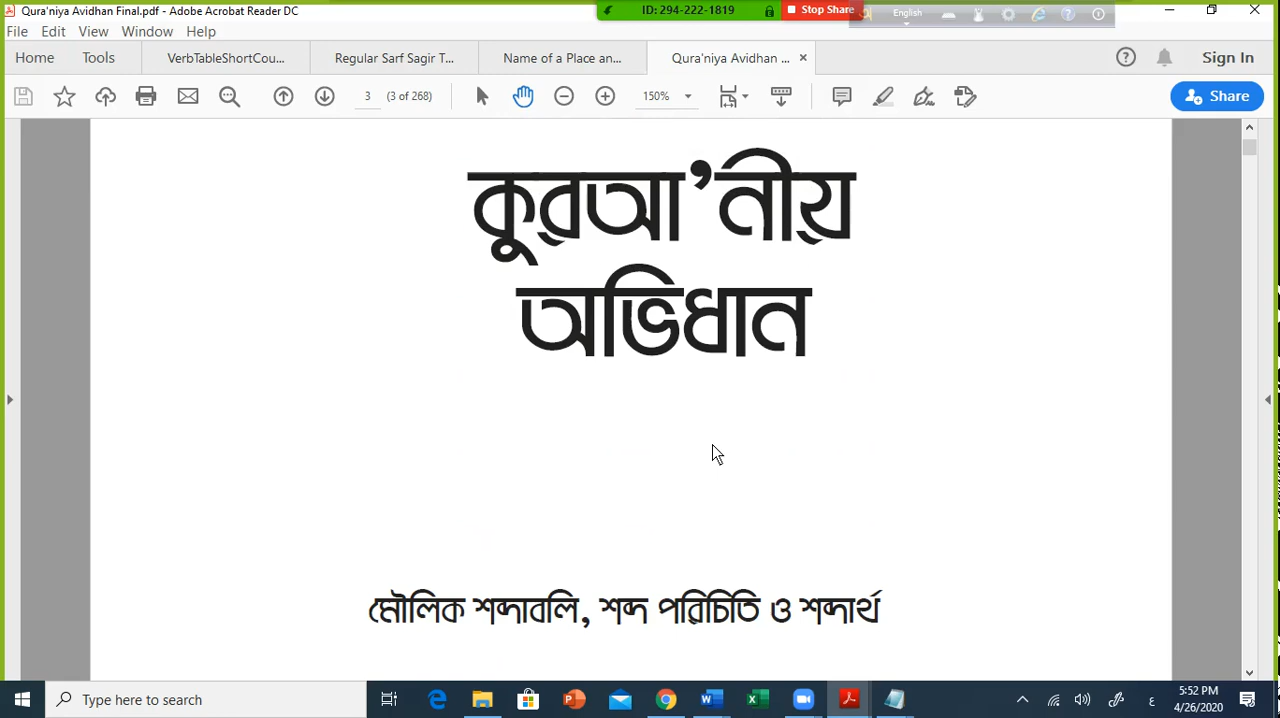 Qura'niya Avidhan Final.pdf - Adobe Acrobat Reader DC
ID: 294-222-1819
Stop Share
English
File Edit View Window Help
Home Tools VerbTableShortCou... Regular Sarf Sagir T... Name of a Place an... Qura'niya Avidhan ... × Sign In
3 (3 of 268) 150% Share
কুরআ’নীয়
অভিধান
মৌলিক শব্দাবলি, শব্দ পরিচিতি ও শব্দার্থ
Type here to search
ع
5:52 PM
4/26/2020